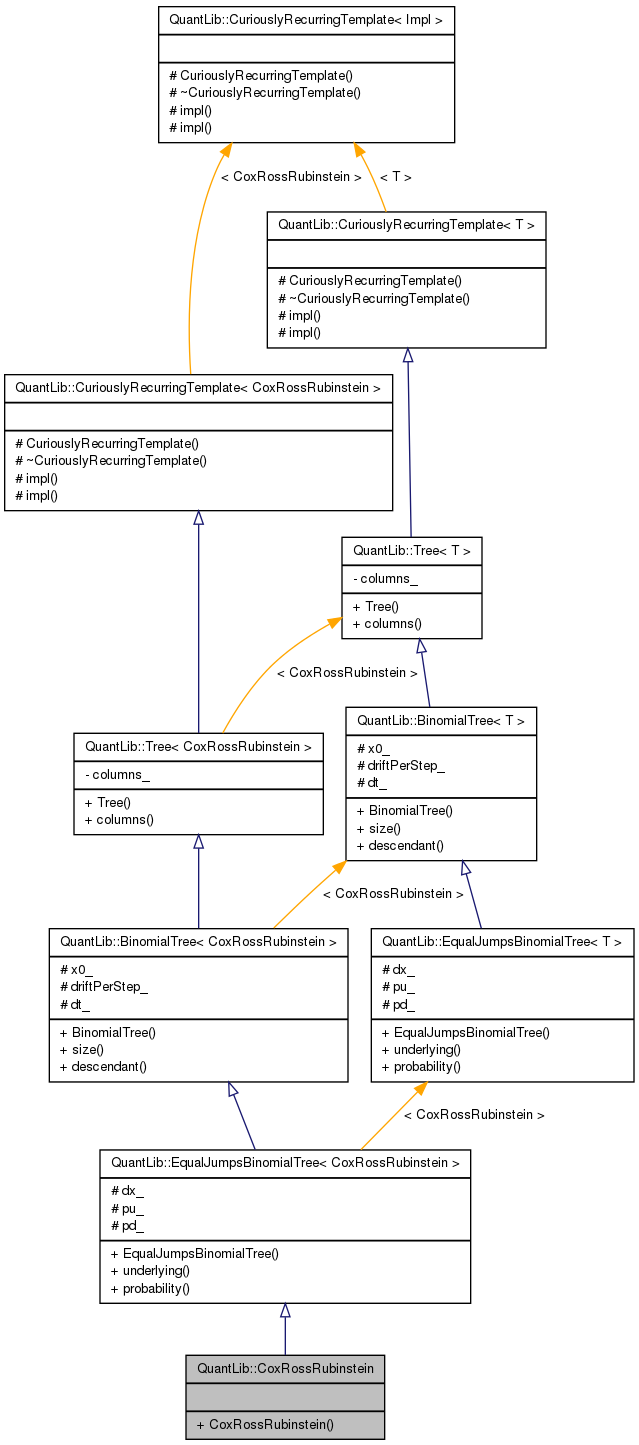 QuantLib::CuriouslyRecurringTemplate< Impl >
# CuriouslyRecurringTemplate()
# ~CuriouslyRecurringTemplate()
# impl()
# impl()
< CoxRossRubinstein >
< T >
QuantLib::CuriouslyRecurringTemplate< T >
# CuriouslyRecurringTemplate()
# ~CuriouslyRecurringTemplate()
# impl()
# impl()
QuantLib::CuriouslyRecurringTemplate< CoxRossRubinstein >
# CuriouslyRecurringTemplate()
# ~CuriouslyRecurringTemplate()
# impl()
# impl()
QuantLib::Tree< T >
- columns_
+ Tree()
+ columns()
< CoxRossRubinstein >
QuantLib::Tree< CoxRossRubinstein >
- columns_
+ Tree()
+ columns()
QuantLib::BinomialTree< T >
# x0_
# driftPerStep_
# dt_
+ BinomialTree()
+ size()
+ descendant()
< CoxRossRubinstein >
QuantLib::BinomialTree< CoxRossRubinstein >
# x0_
# driftPerStep_
# dt_
+ BinomialTree()
+ size()
+ descendant()
QuantLib::EqualJumpsBinomialTree< T >
# dx_
# pu_
# pd_
+ EqualJumpsBinomialTree()
+ underlying()
+ probability()
< CoxRossRubinstein >
QuantLib::EqualJumpsBinomialTree< CoxRossRubinstein >
# dx_
# pu_
# pd_
+ EqualJumpsBinomialTree()
+ underlying()
+ probability()
QuantLib::CoxRossRubinstein
+ CoxRossRubinstein()